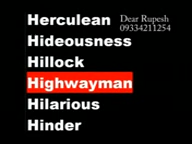 Herculean
Dear Rupesh
09334211254
Hideousness
Hillock
Highwayman
Hilarious
Hinder